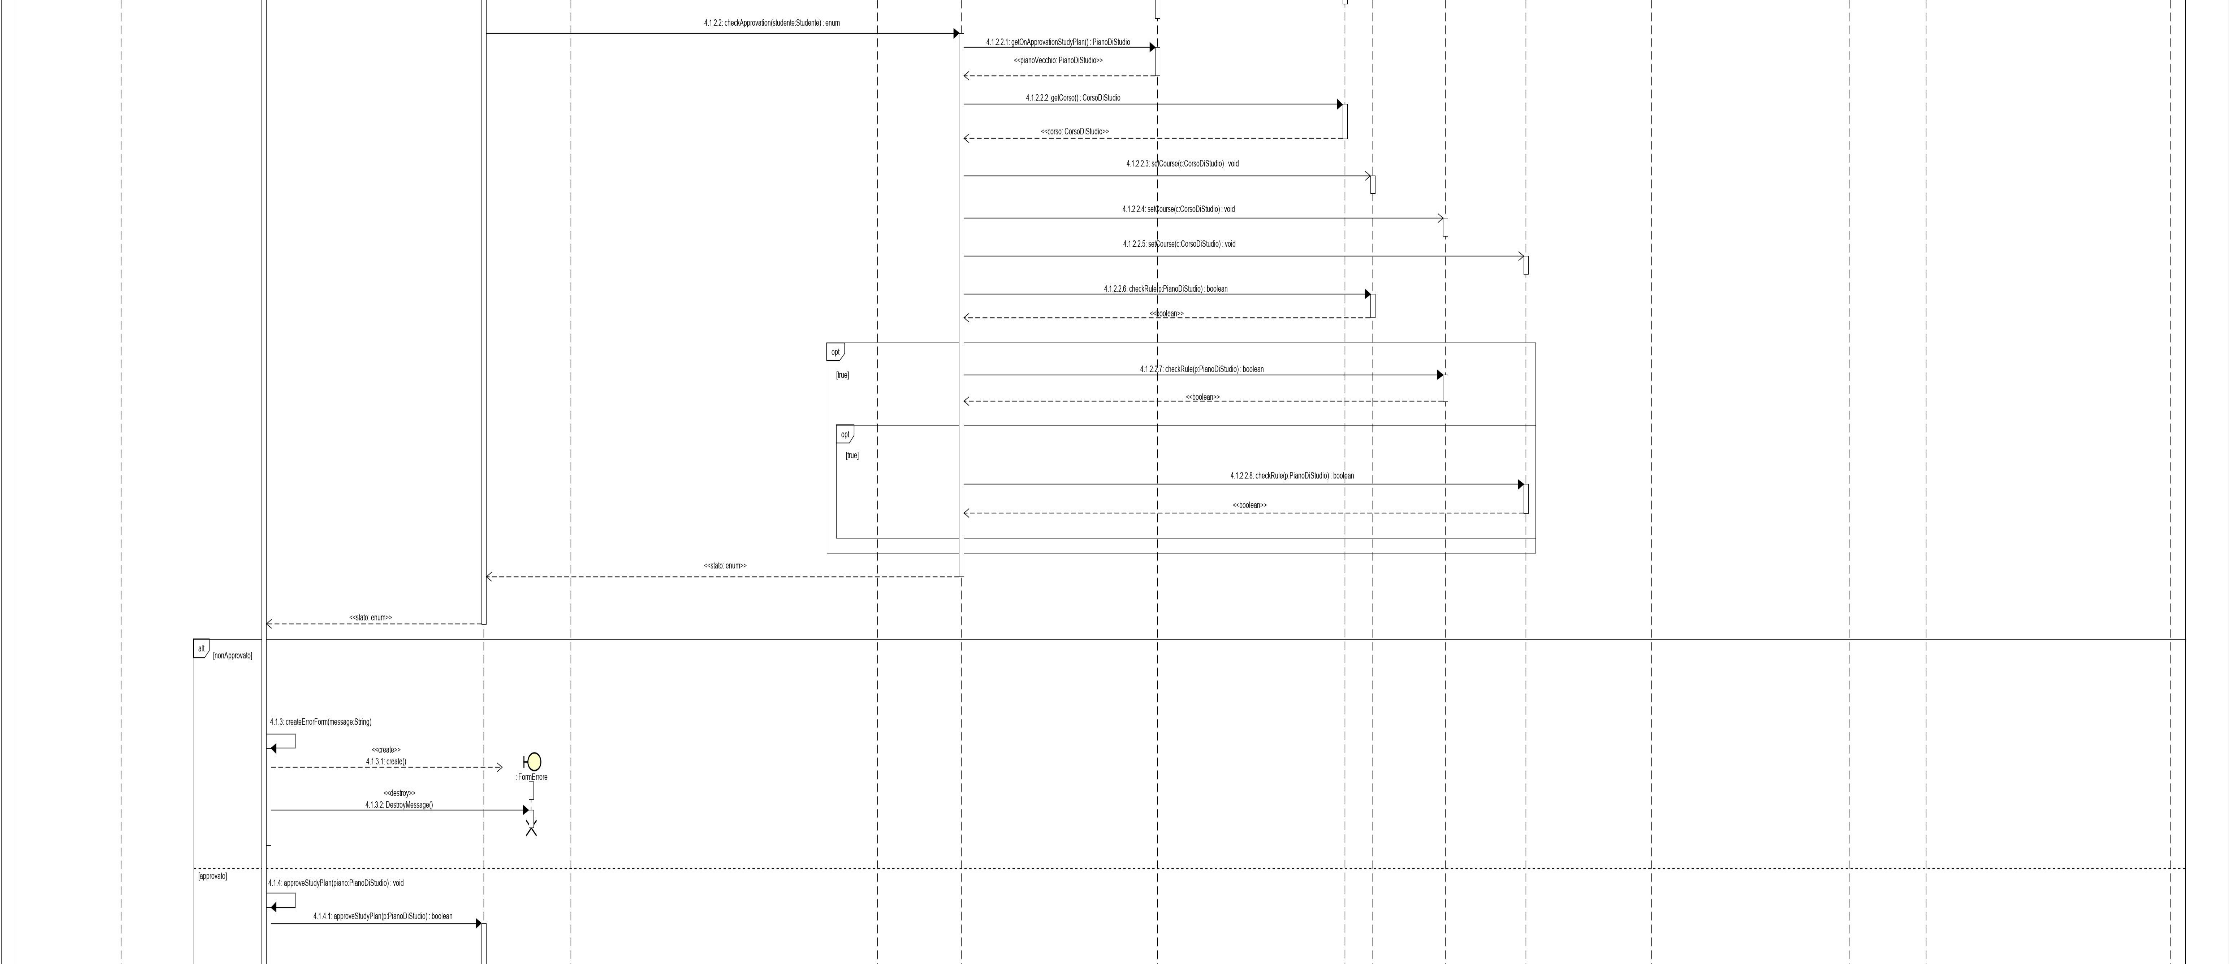 4.1.2.2: checkApprovation(studente:Studente) : enum
4.1.2.2.1: getOnApprovationStudyPlan() : PianoDiStudio
<<pianoVecchio: PianoDiStudio>>
4.1.2.2.2: getCorso() : CorsoDiStudio
<<corso: CorsoDiStudio>>
4.1.2.2.3: setCourse(c:CorsoDiStudio) : void
4.1.2.2.4: setCourse(c:CorsoDiStudio) : void
4.1.2.2.5: setCourse(c:CorsoDiStudio) : void
4.1.2.2.6: checkRule(p:PianoDiStudio) : boolean
<<boolean>>
opt
[true]
4.1.2.2.7: checkRule(p:PianoDiStudio) : boolean
<<boolean>>
opt
[true]
4.1.2.2.8: checkRule(p:PianoDiStudio) : boolean
<<boolean>>
<<stato: enum>>
<<stato: enum>>
alt
[nonApprovato]
4.1.3: createErrorForm(message:String)
<<create>>
4.1.3.1: create()
: FormErrore
<<destroy>>
4.1.3.2: DestroyMessage()
[approvato]
4.1.4: approveStudyPlan(piano:PianoDiStudio) : void
4.1.4.1: approveStudyPlan(p:PianoDiStudio) : boolean